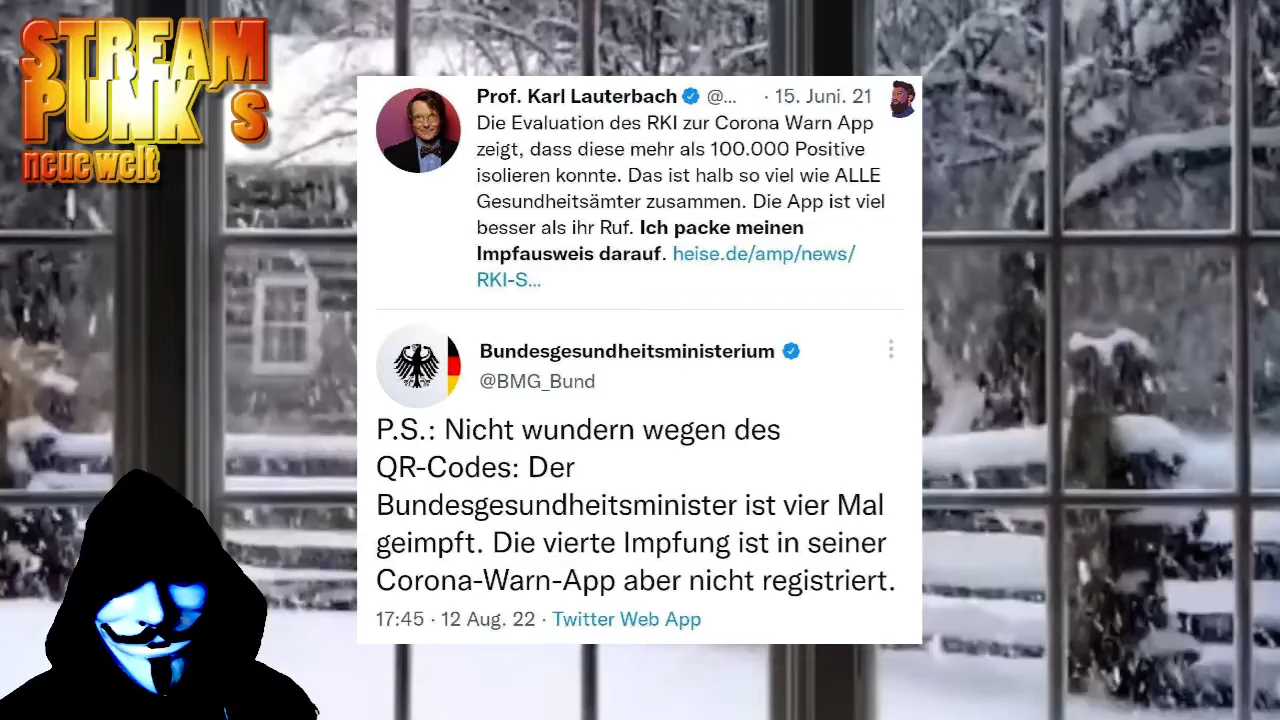 STREAM
PUNK's
neue welt
Prof. Karl Lauterbach @... · 15. Juni. 21
Die Evaluation des RKI zur Corona Warn App
zeigt, dass diese mehr als 100.000 Positive
isolieren konnte. Das ist halb so viel wie ALLE
Gesundheitsämter zusammen. Die App ist viel
besser als ihr Ruf. Ich packe meinen
Impfausweis darauf. heise.de/amp/news/
RKI-S...
Bundesgesundheitsministerium
@BMG_Bund
P.S.: Nicht wundern wegen des
QR-Codes: Der
Bundesgesundheitsminister ist vier Mal
geimpft. Die vierte Impfung ist in seiner
Corona-Warn-App aber nicht registriert.
17:45 · 12 Aug. 22 · Twitter Web App